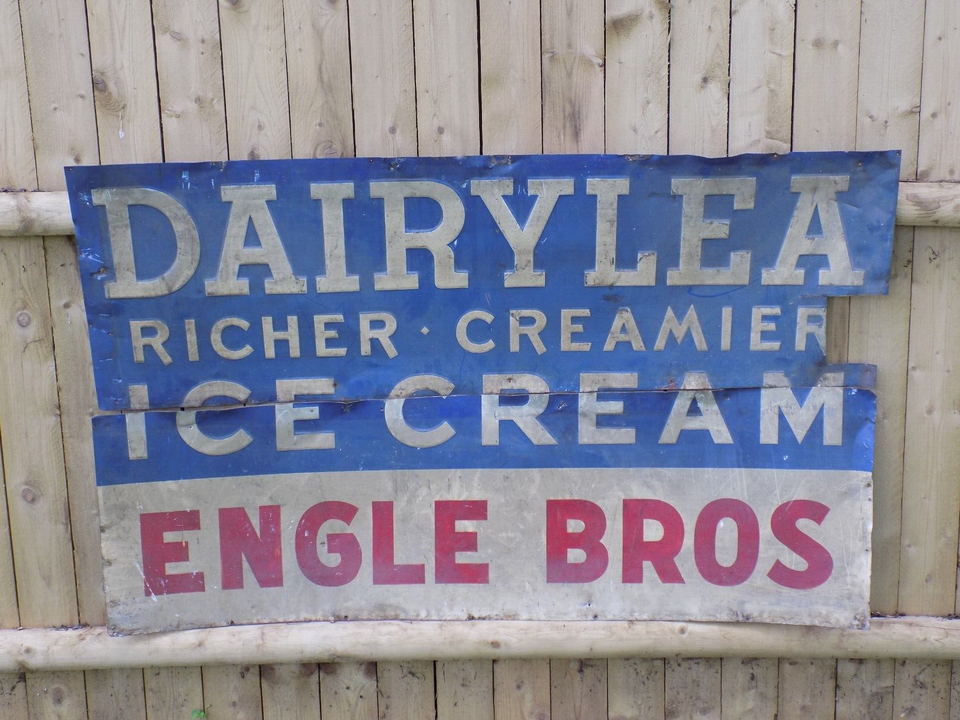 DAIRYLEA
RICHER · CREAMIER
ICE CREAM
ENGLE BROS